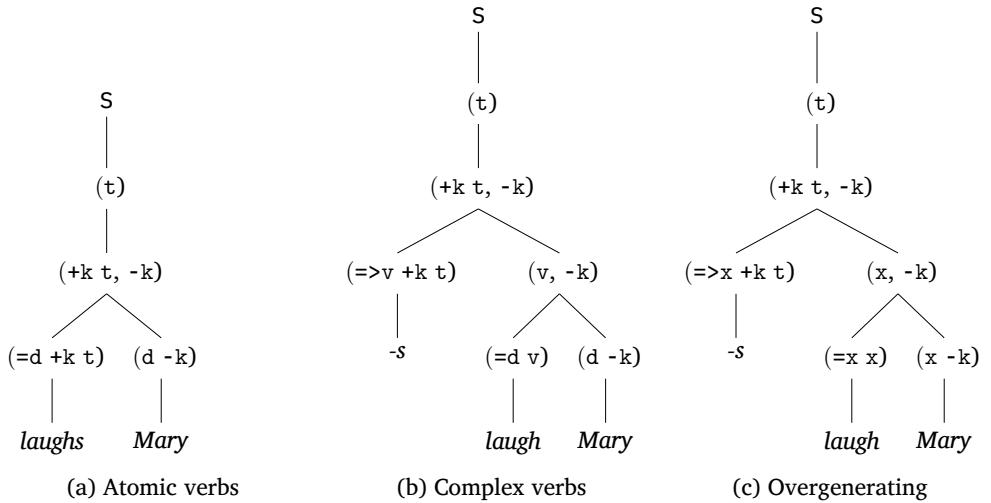 S
(t)
(+k t, -k)
(=d +k t) (d -k)
laughs Mary
(a) Atomic verbs
S
(t)
(+k t, -k)
(=>v +k t) (v, -k)
-s (=d v) (d -k)
laugh Mary
(b) Complex verbs
S
(t)
(+k t, -k)
(=>x +k t) (x, -k)
-s (=x x) (x -k)
laugh Mary
(c) Overgenerating